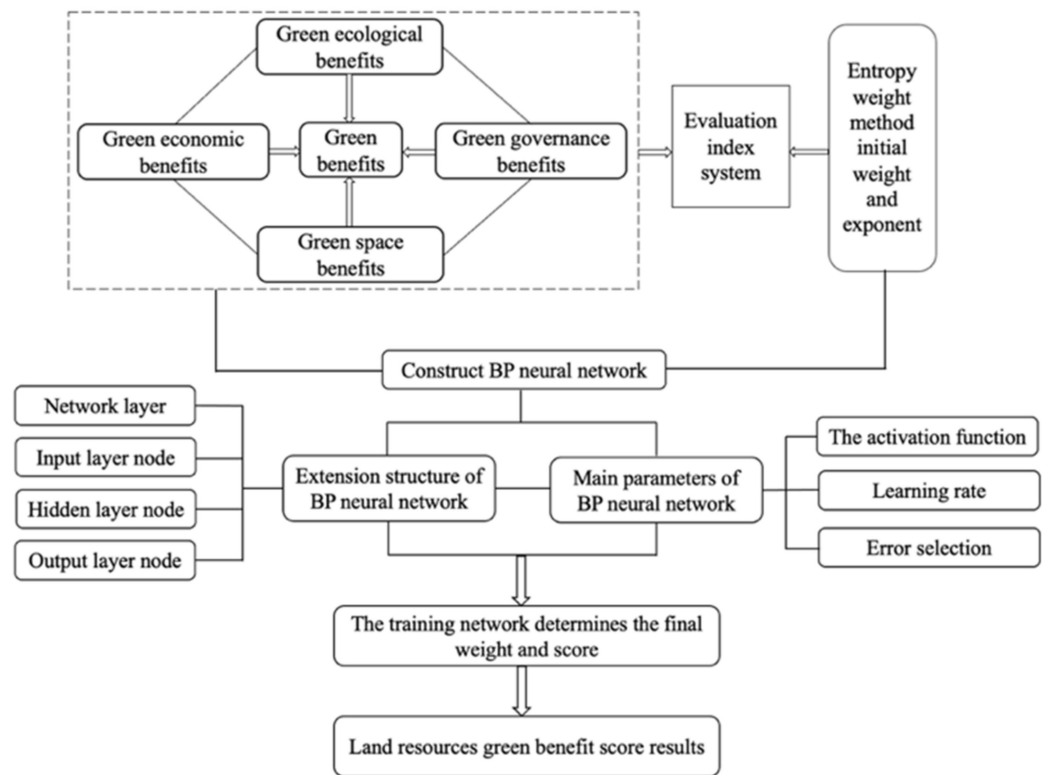 Green ecological
benefits
Green economic
benefits
Green
benefits
Green governance
benefits
Green space
benefits
Evaluation
index
system
Entropy
weight
method
initial
weight
and
exponent
Construct BP neural network
Network layer
Input layer node
Hidden layer node
Output layer node
Extension structure of
BP neural network
Main parameters of
BP neural network
The activation function
Learning rate
Error selection
The training network determines the final
weight and score
Land resources green benefit score results